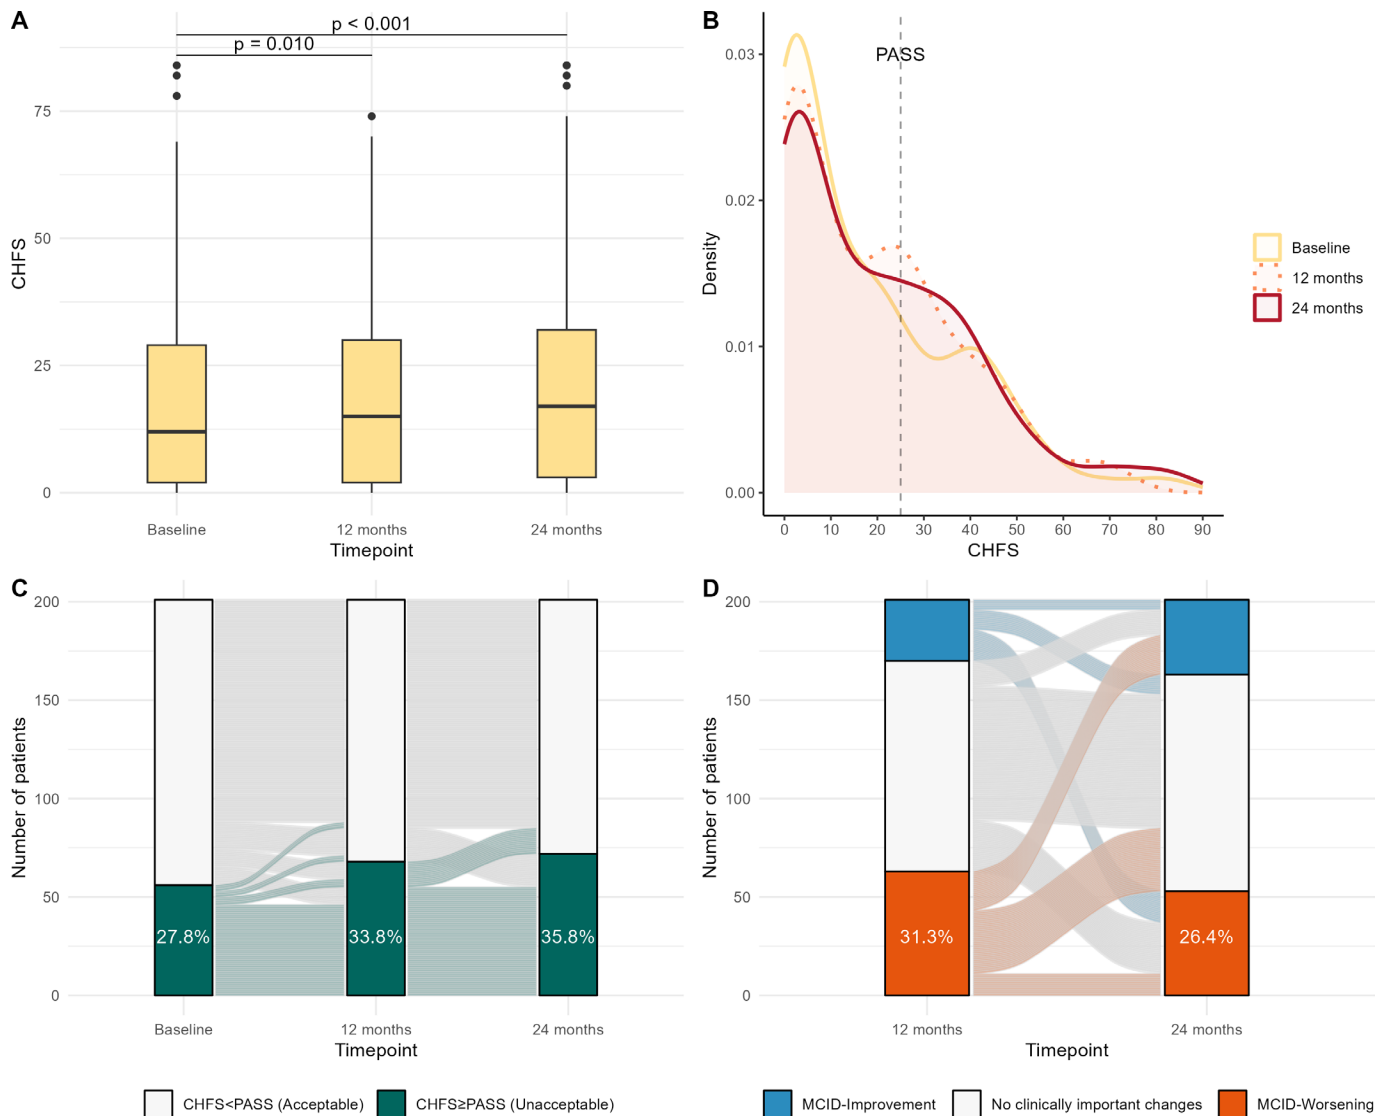 A
p < 0.001
p = 0.010
75
50
25
0
CHFS
Baseline
12 months
24 months
Timepoint
B
PASS
0.03
0.02
0.01
0.00
Density
0
10
20
30
40
50
60
70
80
90
CHFS
Baseline
12 months
24 months
C
200
150
100
50
0
Number of patients
27.8%
33.8%
35.8%
Baseline
12 months
24 months
Timepoint
CHFS<PASS (Acceptable)
CHFS≥PASS (Unacceptable)
D
200
150
100
50
0
Number of patients
31.3%
26.4%
12 months
24 months
Timepoint
MCID-Improvement
No clinically important changes
MCID-Worsening